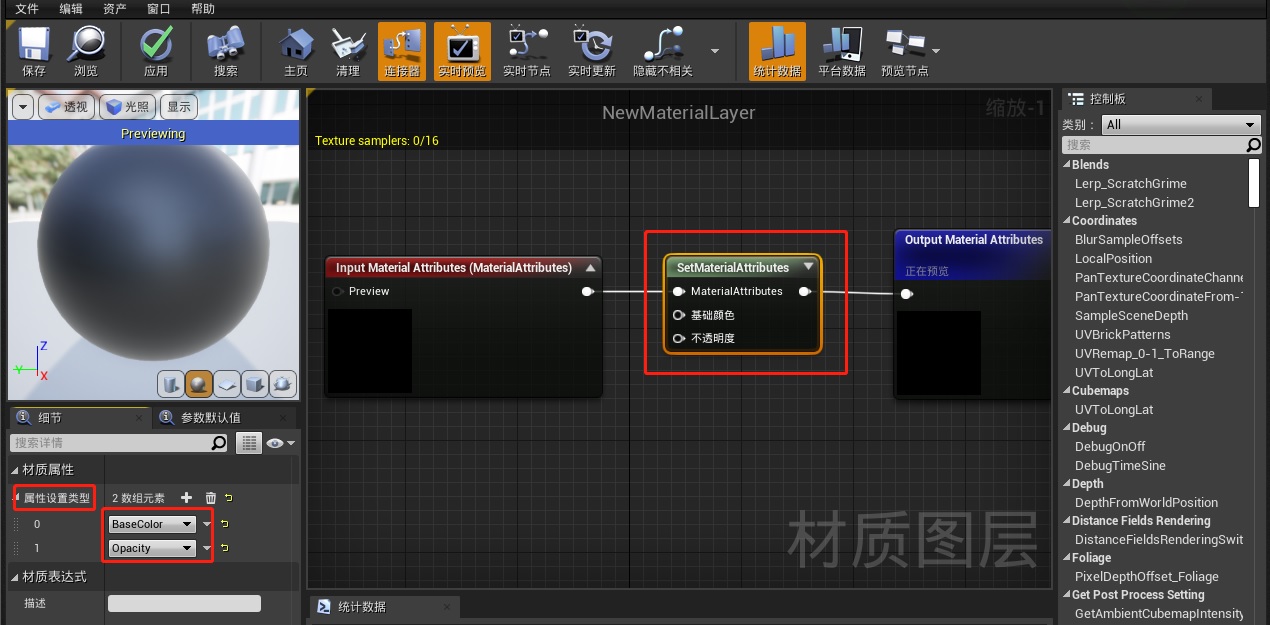 文件 编辑 资产 窗口 帮助
保存 浏览 应用 搜索 主页 清理 连接器 实时预览 实时节点 实时更新 隐藏不相关 统计数据 平台数据 预览节点
透视 光照 显示
Previewing
Z
Y
X
细节 参数默认值
搜索详情
材质属性
属性设置类型 2 数组元素
0 BaseColor
1 Opacity
材质表达式
描述
NewMaterialLayer
缩放-1
Texture samplers: 0/16
Input Material Attributes (MaterialAttributes)
Preview
SetMaterialAttributes
MaterialAttributes
基础颜色
不透明度
Output Material Attributes
正在预览
材质图层
统计数据
控制板
类别： All
搜索
Blends
Lerp_ScratchGrime
Lerp_ScratchGrime2
Coordinates
BlurSampleOffsets
LocalPosition
PanTextureCoordinateChanne
PanTextureCoordinateFrom-
SampleSceneDepth
UVBrickPatterns
UVRemap_0-1_ToRange
UVToLongLat
Cubemaps
UVToLongLat
Debug
DebugOnOff
DebugTimeSine
Depth
DepthFromWorldPosition
Distance Fields Rendering
DistanceFieldsRenderingSwit
Foliage
PixelDepthOffset_Foliage
Get Post Process Setting
GetAmbientCubemapIntensity